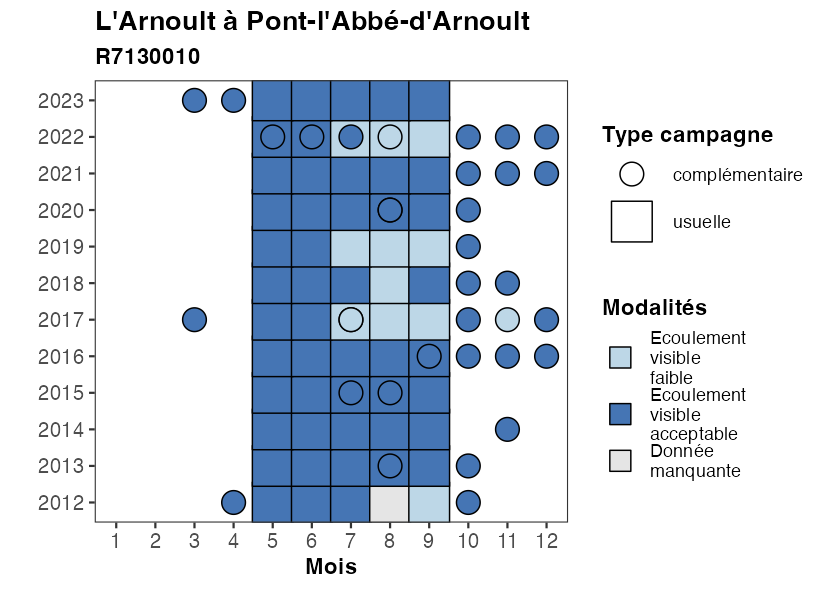 L'Arnoult à Pont-l'Abbé-d'Arnoult
R7130010
2023
2022
2021
2020
2019
2018
2017
2016
2015
2014
2013
2012
1 2 3 4 5 6 7 8 9 10 11 12
Mois
Type campagne
complémentaire
usuelle
Modalités
Ecoulement
visible
faible
Ecoulement
visible
acceptable
Donnée
manquante